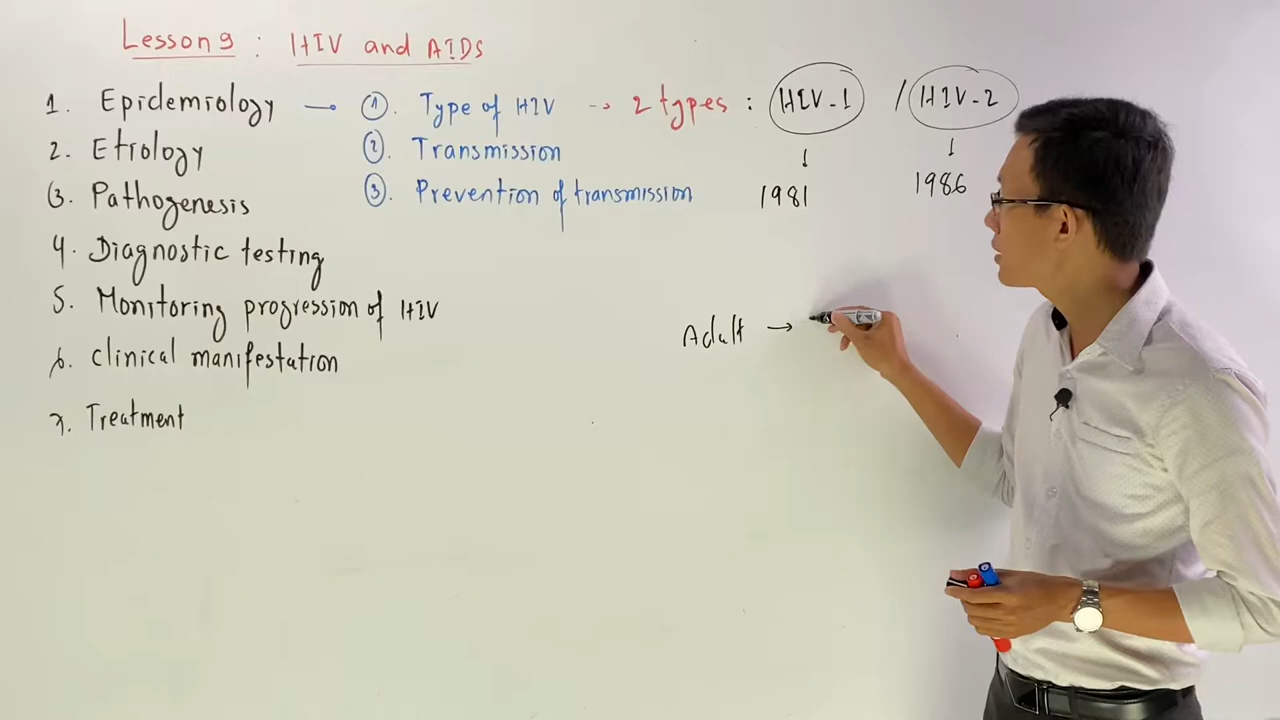 Lesson 9 : HIV and AIDS
1. Epidemiology → ①. Type of HIV → 2 types : HIV-1 / HIV-2
2. Etiology ②. Transmission ↓ 1981 ↓ 1986
3. Pathogenesis ③. Prevention of transmission
4. Diagnostic testing
5. Monitoring progression of HIV
Adult →
6. Clinical manifestation
7. Treatment